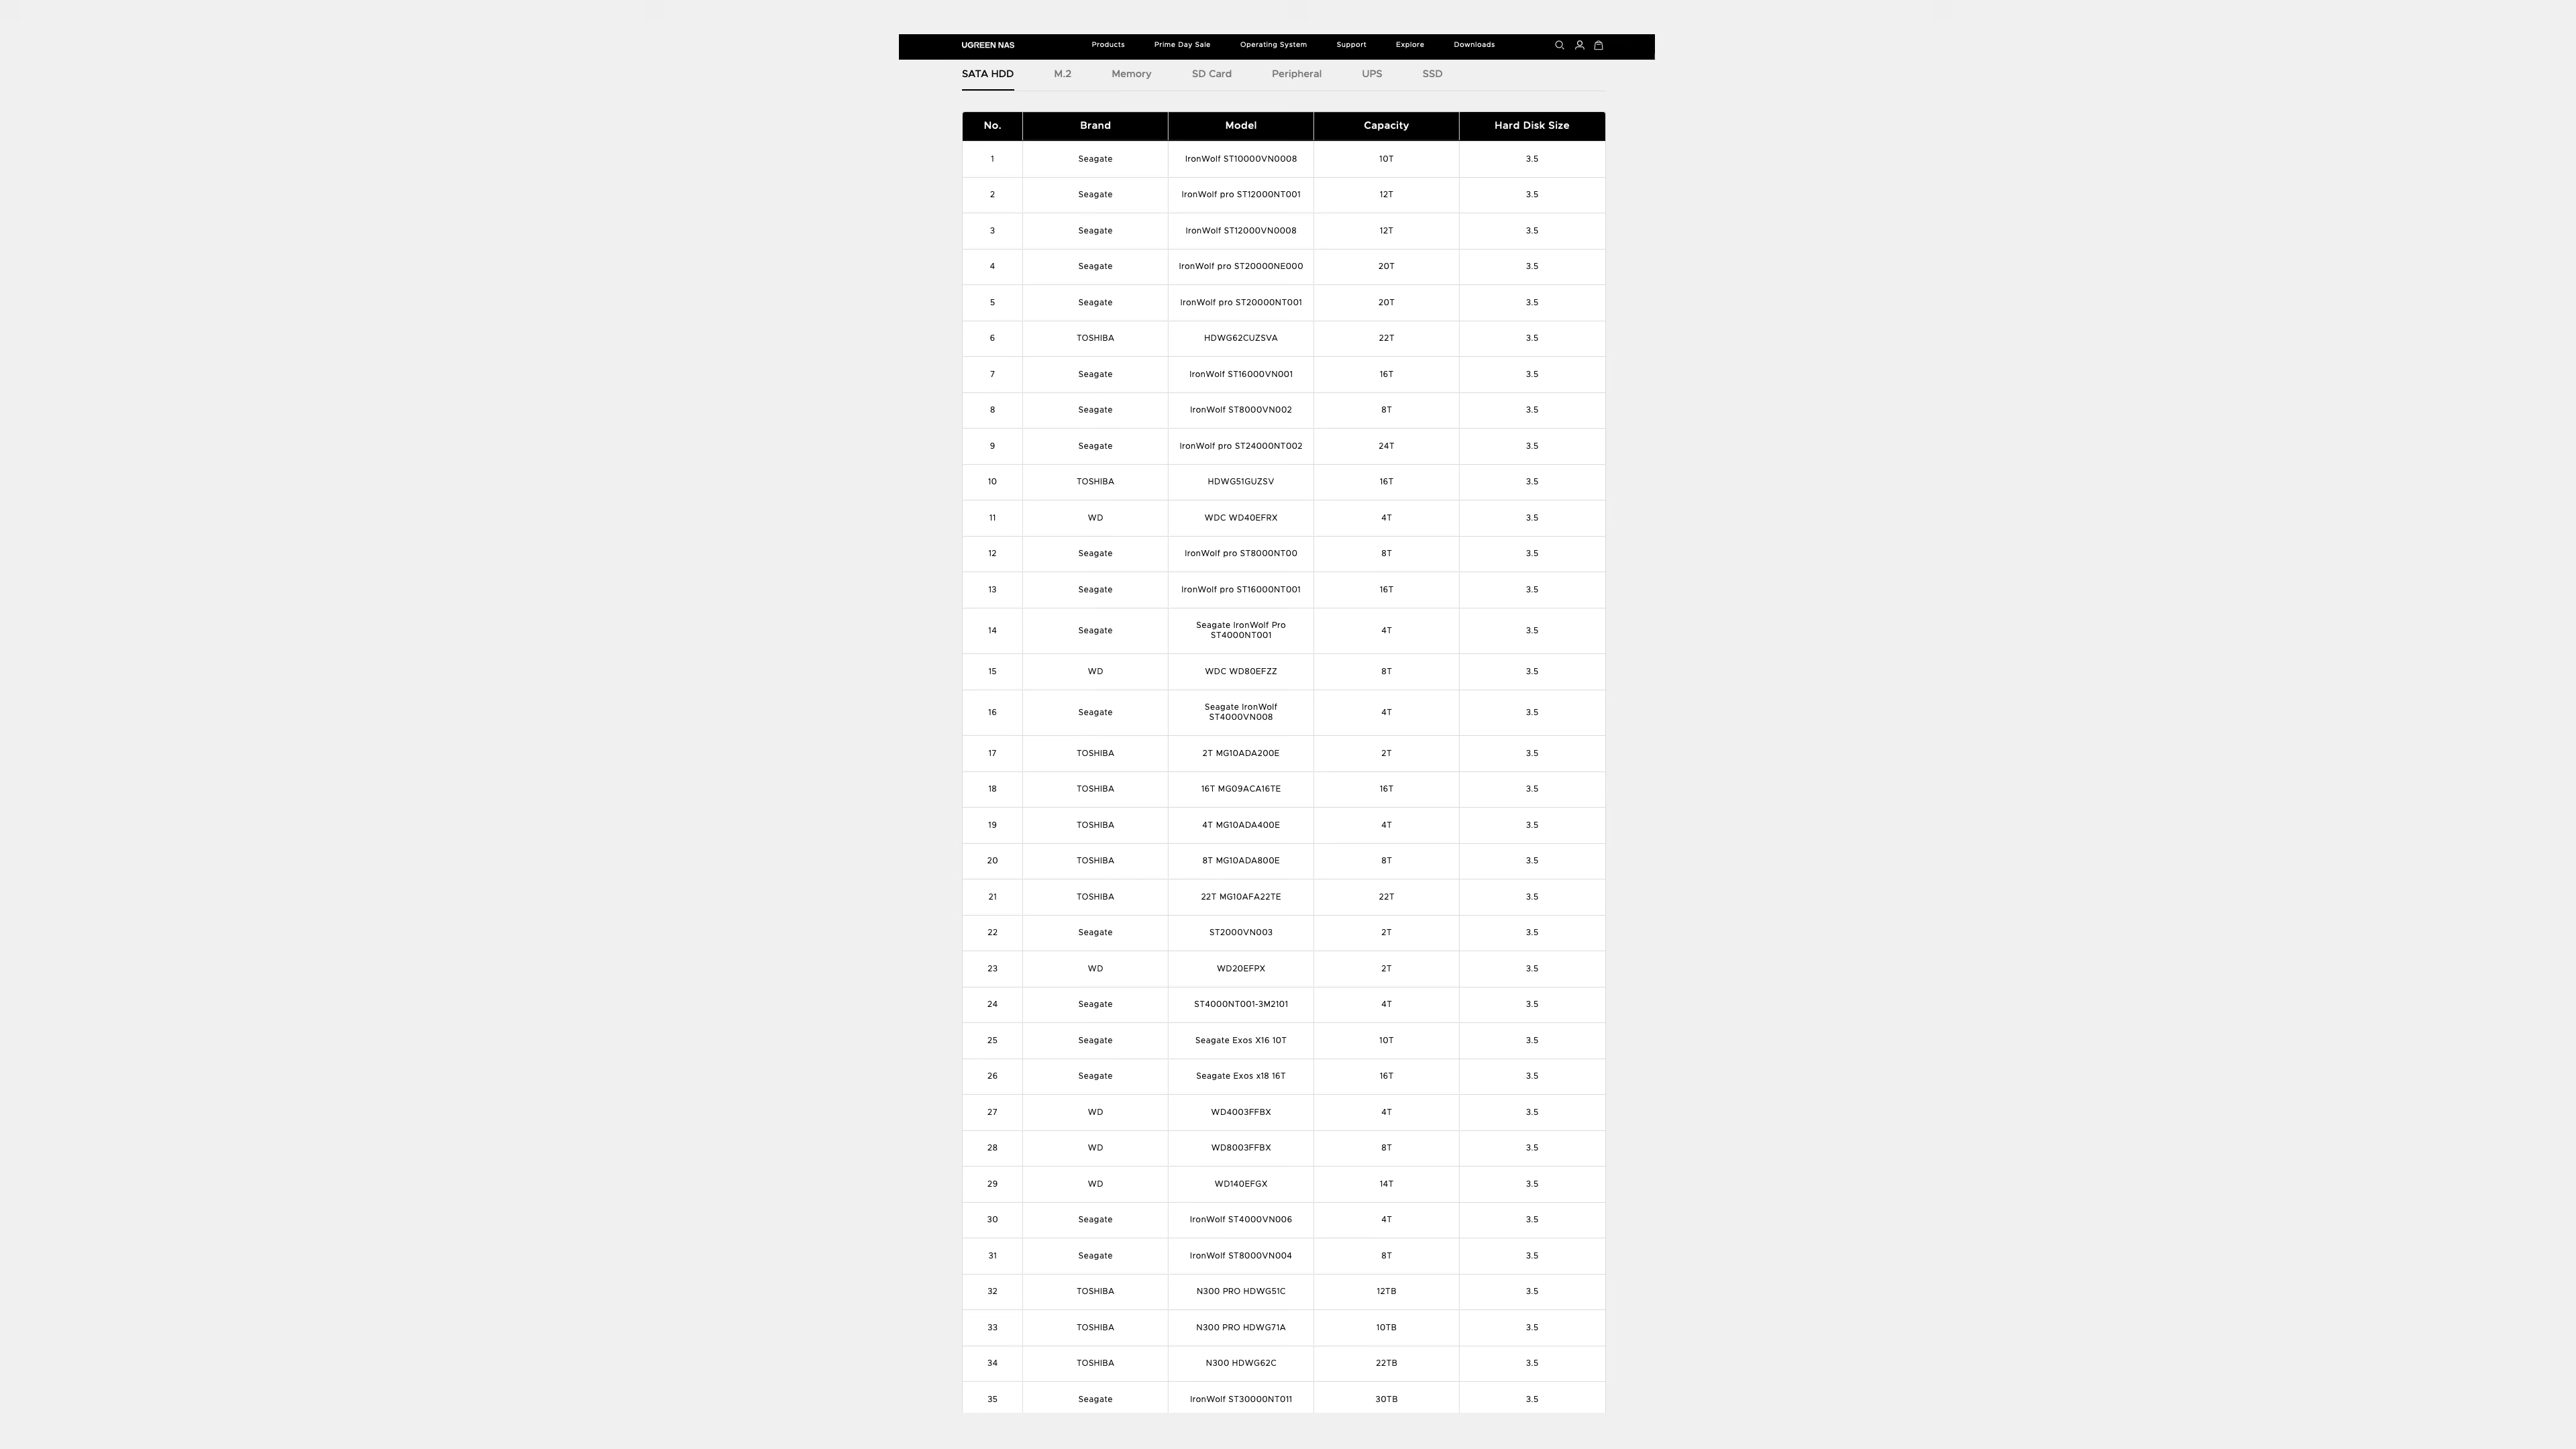 UGREEN NAS Products Prime Day Sale Operating System Support Explore Downloads
SATA HDD M.2 Memory SD Card Peripheral UPS SSD
No. Brand Model Capacity Hard Disk Size
1 Seagate IronWolf ST10000VN0008 10T 3.5
2 Seagate IronWolf pro ST12000NT001 12T 3.5
3 Seagate IronWolf ST12000VN0008 12T 3.5
4 Seagate IronWolf pro ST20000NE000 20T 3.5
5 Seagate IronWolf pro ST20000NT001 20T 3.5
6 TOSHIBA HDWG62CUZSVA 22T 3.5
7 Seagate IronWolf ST16000VN001 16T 3.5
8 Seagate IronWolf ST8000VN002 8T 3.5
9 Seagate IronWolf pro ST24000NT002 24T 3.5
10 TOSHIBA HDWG51GUZSV 16T 3.5
11 WD WDC WD40EFRX 4T 3.5
12 Seagate IronWolf pro ST8000NT00 8T 3.5
13 Seagate IronWolf pro ST16000NT001 16T 3.5
14 Seagate Seagate IronWolf Pro
ST4000NT001 4T 3.5
15 WD WDC WD80EFZZ 8T 3.5
16 Seagate Seagate IronWolf
ST4000VN008 4T 3.5
17 TOSHIBA 2T MG10ADA200E 2T 3.5
18 TOSHIBA 16T MG09ACA16TE 16T 3.5
19 TOSHIBA 4T MG10ADA400E 4T 3.5
20 TOSHIBA 8T MG10ADA800E 8T 3.5
21 TOSHIBA 22T MG10AFA22TE 22T 3.5
22 Seagate ST2000VN003 2T 3.5
23 WD WD20EFPX 2T 3.5
24 Seagate ST4000NT001-3M2101 4T 3.5
25 Seagate Seagate Exos X16 10T 10T 3.5
26 Seagate Seagate Exos x18 16T 16T 3.5
27 WD WD4003FFBX 4T 3.5
28 WD WD8003FFBX 8T 3.5
29 WD WD140EFGX 14T 3.5
30 Seagate IronWolf ST4000VN006 4T 3.5
31 Seagate IronWolf ST8000VN004 8T 3.5
32 TOSHIBA N300 PRO HDWG51C 12TB 3.5
33 TOSHIBA N300 PRO HDWG71A 10TB 3.5
34 TOSHIBA N300 HDWG62C 22TB 3.5
35 Seagate IronWolf ST30000NT011 30TB 3.5